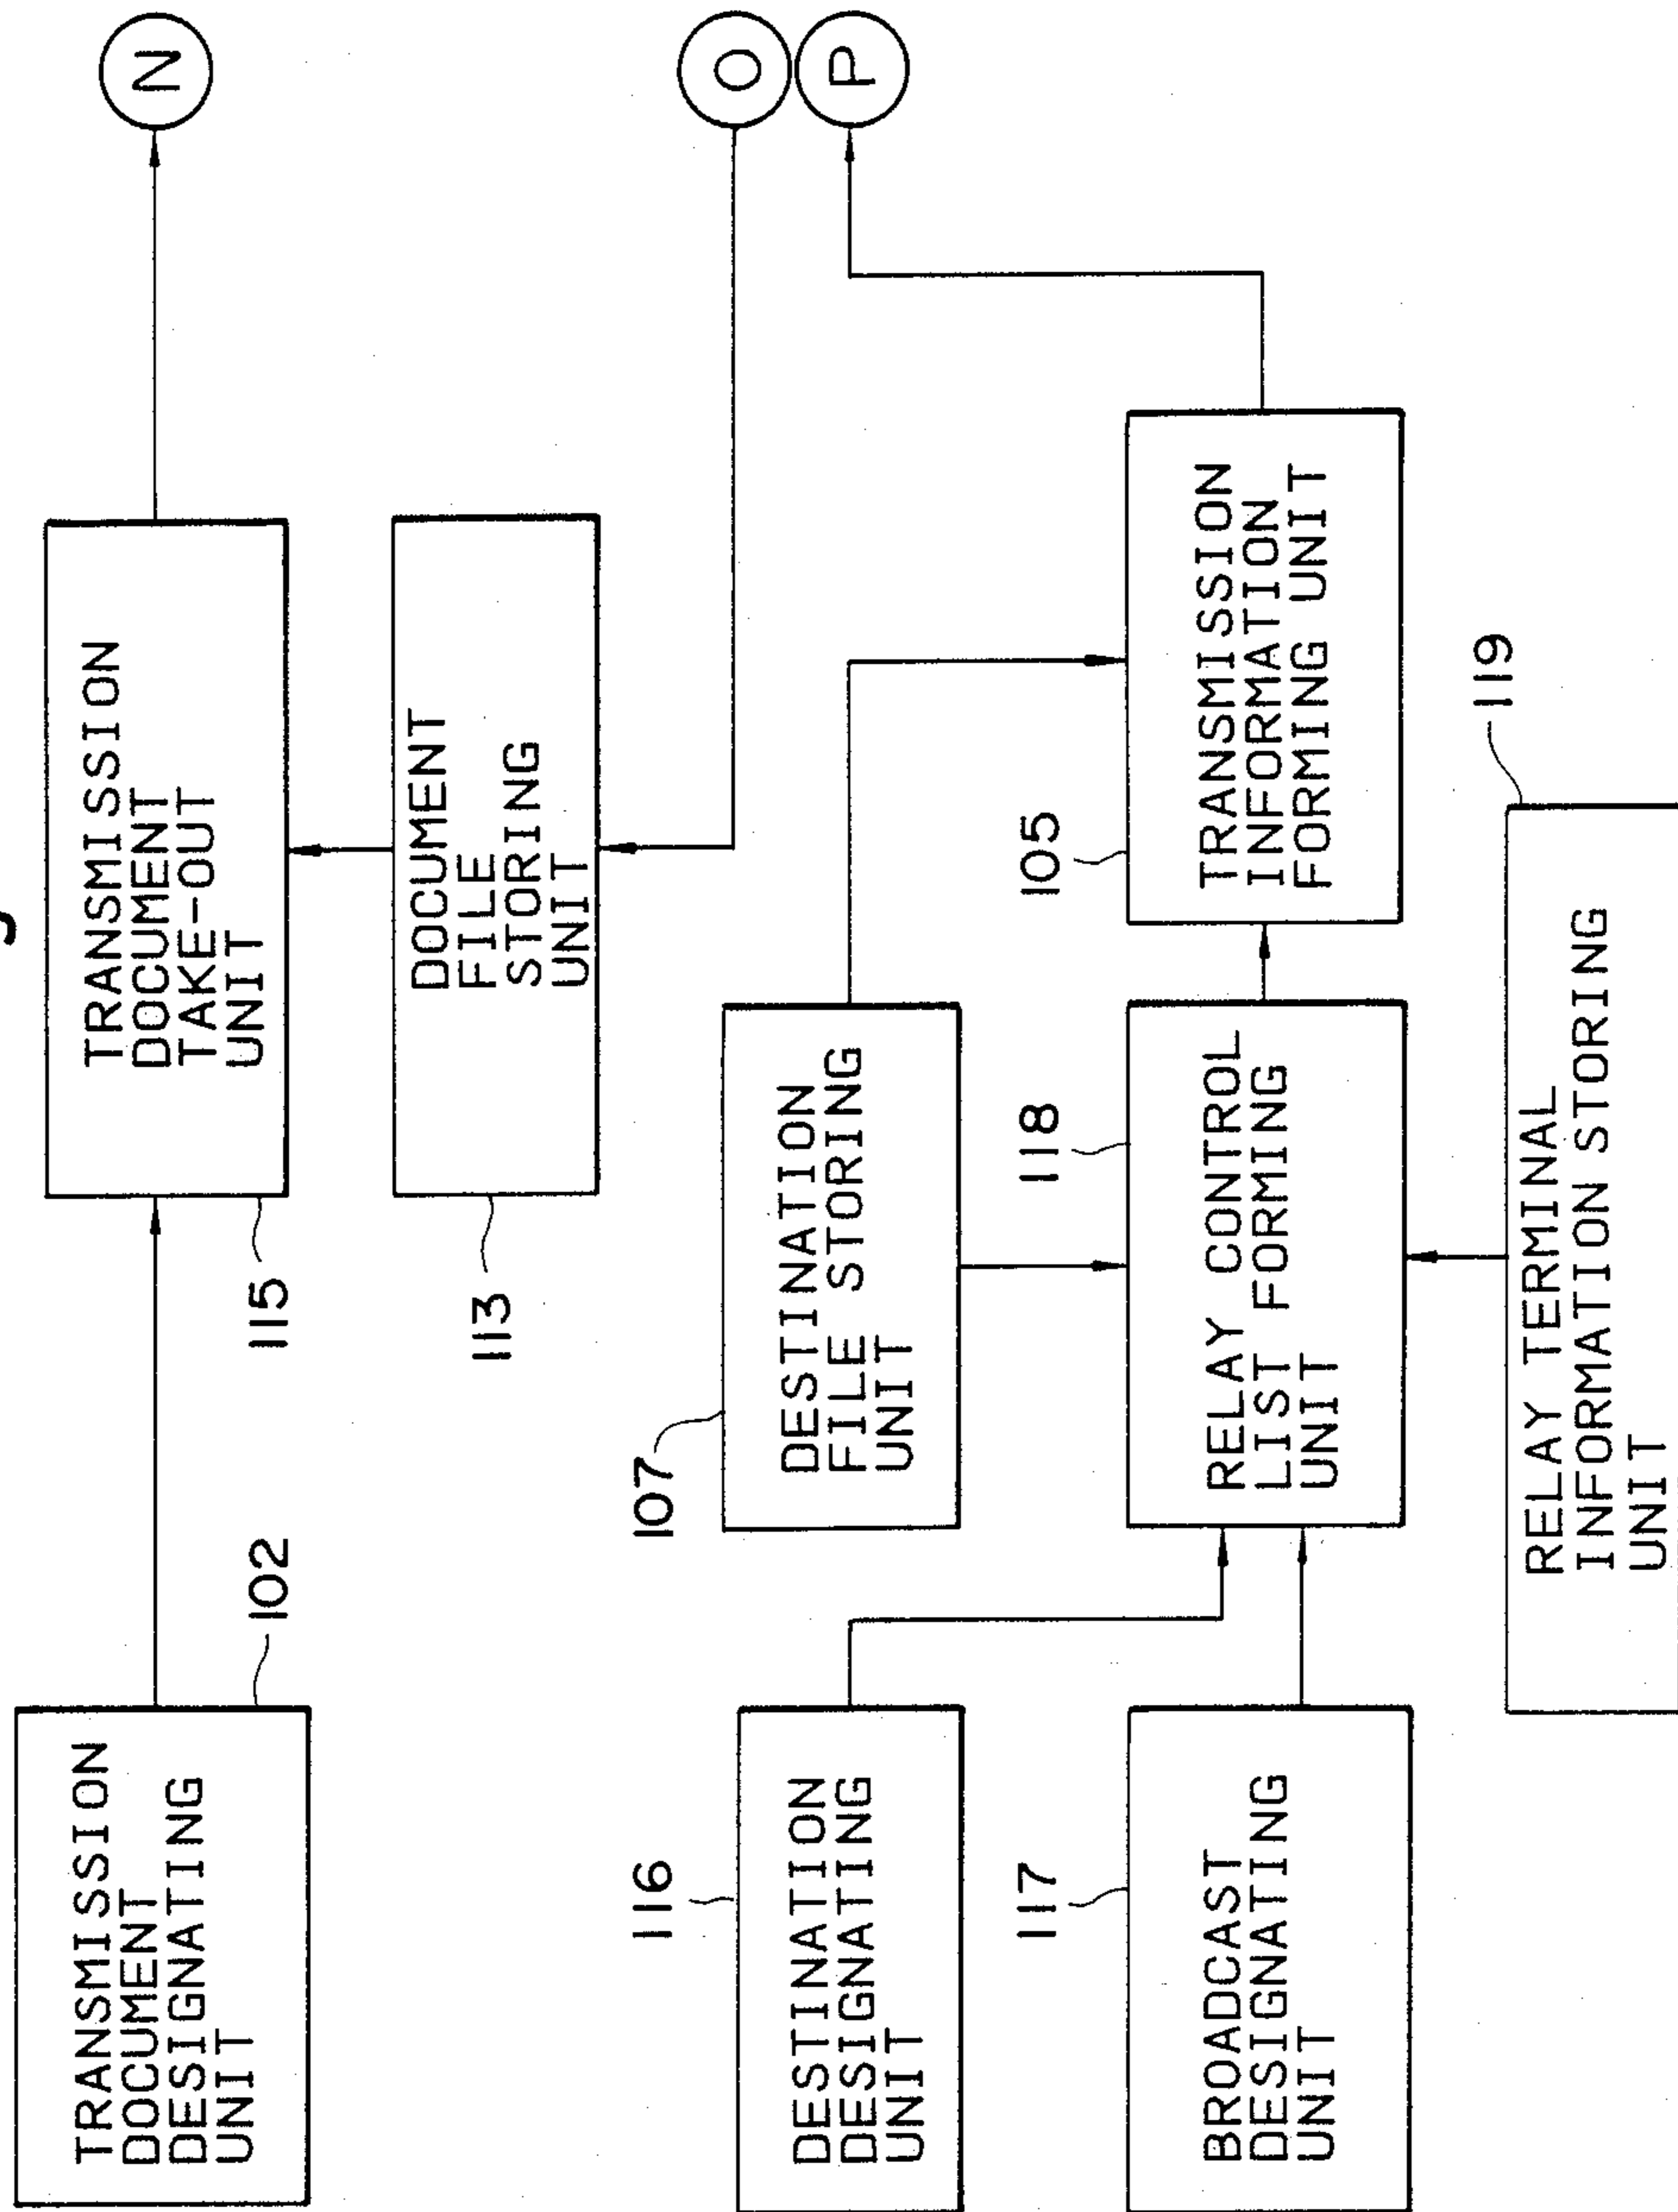 TRANSMISSION
DOCUMENT
DESIGNATING
UNIT
102
TRANSMISSION
DOCUMENT
TAKE-OUT
UNIT
115
N
DOCUMENT
FILE
STORING
UNIT
113
O
P
DESTINATION
FILE STORING
UNIT
107
DESTINATION
DESIGNATING
UNIT
116
BROADCAST
DESIGNATING
UNIT
117
RELAY CONTROL
LIST FORMING
UNIT
118
TRANSMISSION
INFORMATION
FORMING UNIT
105
RELAY TERMINAL
INFORMATION STORING
UNIT
119